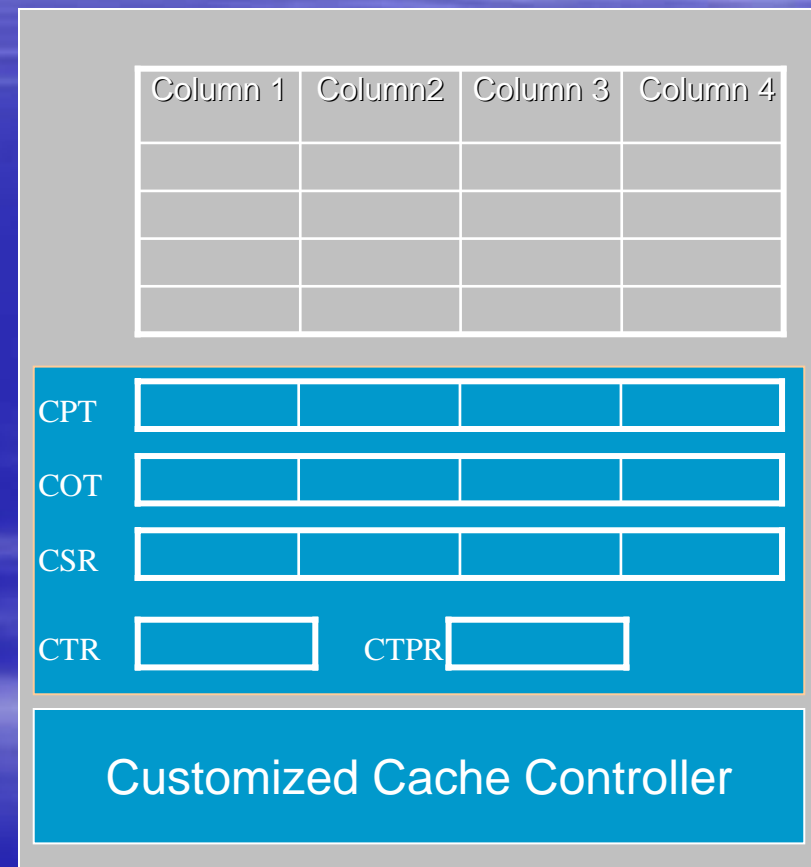 Column 1 Column2 Column 3 Column 4
CPT
COT
CSR
CTR CTPR
Customized Cache Controller